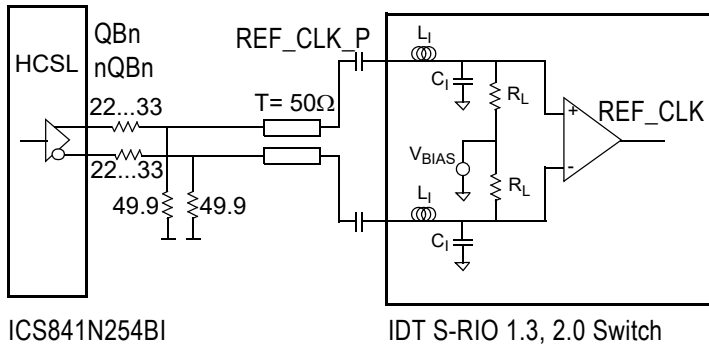 QBn
nQBn
HCSL
REF_CLK_P
22...33
22...33
49.9
49.9
T= 50Ω
LI
CI
RL
VBIAS
RL
LI
CI
+
-
REF_CLK
ICS841N254BI
IDT S-RIO 1.3, 2.0 Switch